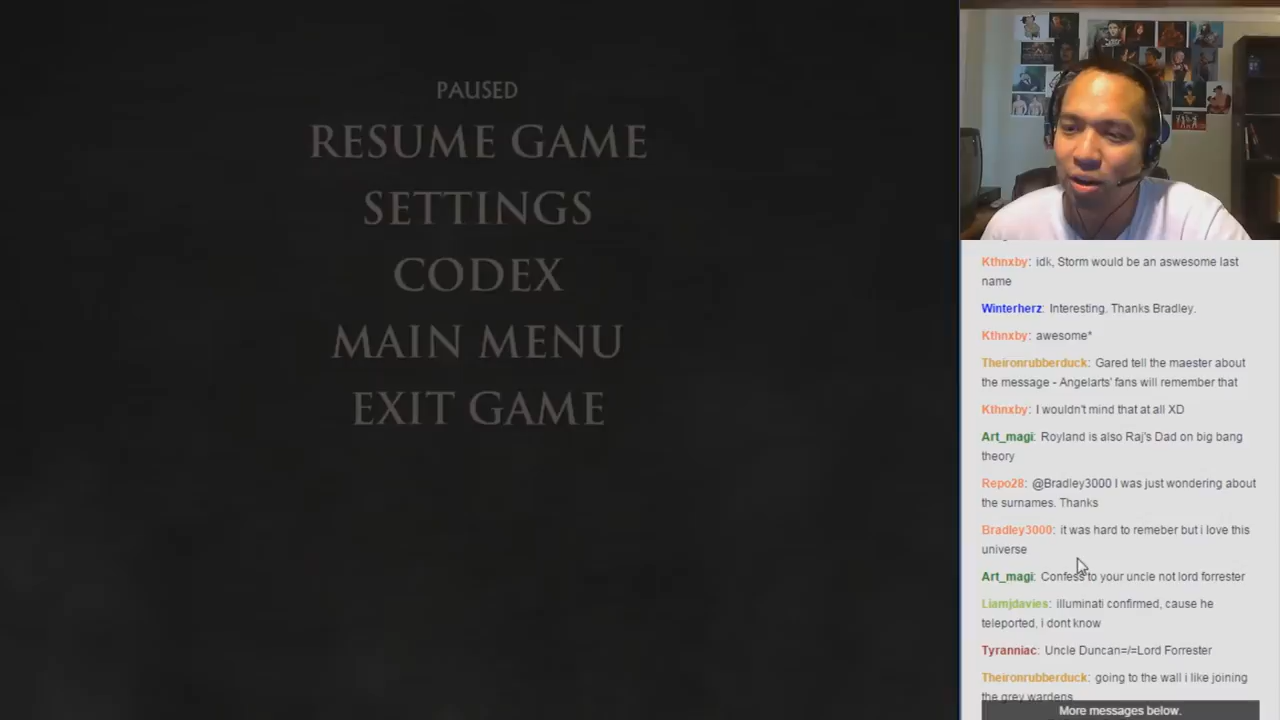 PAUSED
RESUME GAME
SETTINGS
CODEX
MAIN MENU
EXIT GAME
Kthnxby: idk, Storm would be an aswesome last
name
Winterherz: Interesting. Thanks Bradley.
Kthnxby: awesome*
Theironrubberduck: Gared tell the maester about
the message - Angelarts' fans will remember that
Kthnxby: I wouldn't mind that at all XD
Art_magi: Royland is also Raj's Dad on big bang
theory
Repo28: @Bradley3000 I was just wondering about
the surnames. Thanks
Bradley3000: it was hard to remeber but i love this
universe
Art_magi: Confess to your uncle not lord forrester
Liamjdavies: illuminati confirmed, cause he
teleported, i dont know
Tyranniac: Uncle Duncan=/=Lord Forrester
Theironrubberduck: going to the wall i like joining
the grey wardens
More messages below.